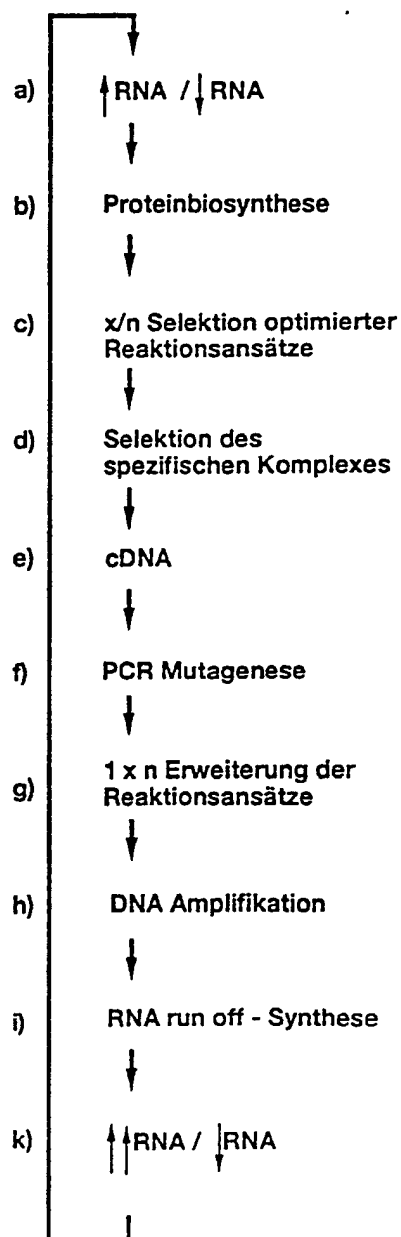 a) ↑RNA / ↓RNA
b) Proteinbiosynthese
c) x/n Selektion optimierter
Reaktionsansätze
d) Selektion des
spezifischen Komplexes
e) cDNA
f) PCR Mutagenese
g) 1 x n Erweiterung der
Reaktionsansätze
h) DNA Amplifikation
i) RNA run off - Synthese
k) ↑↑RNA / ↓RNA